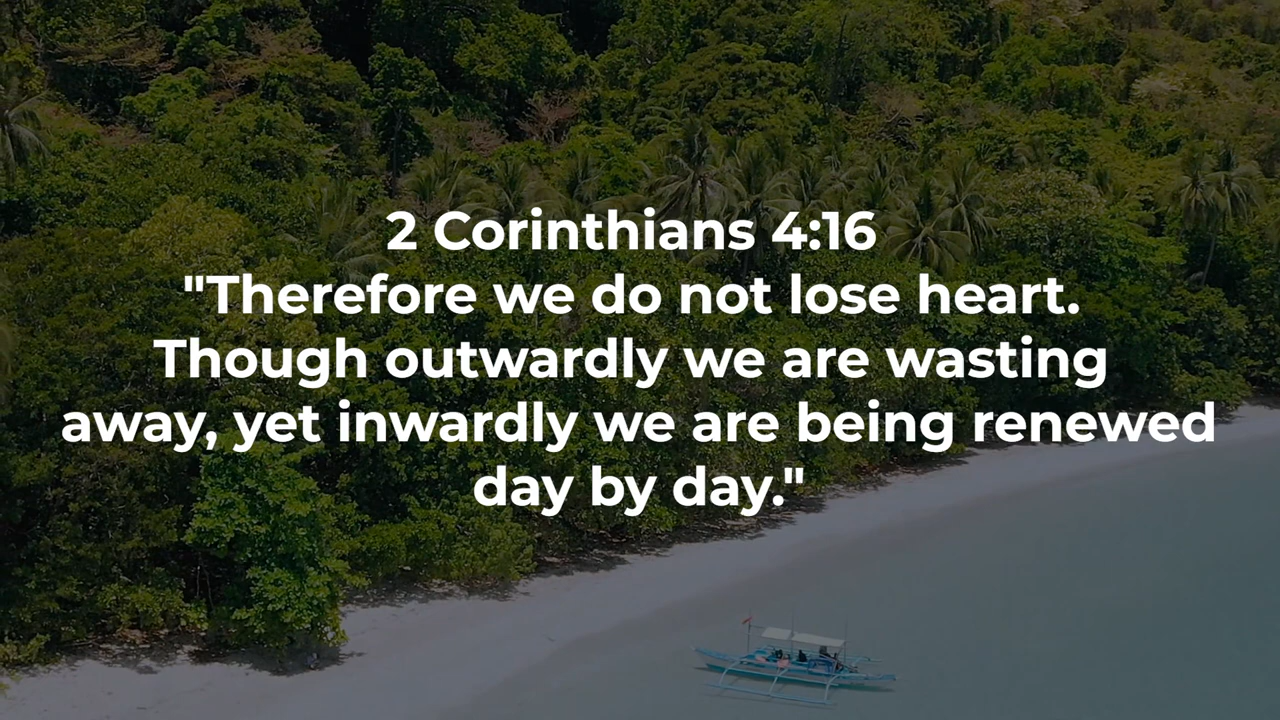 2 Corinthians 4:16
"Therefore we do not lose heart.
Though outwardly we are wasting
away, yet inwardly we are being renewed
day by day."